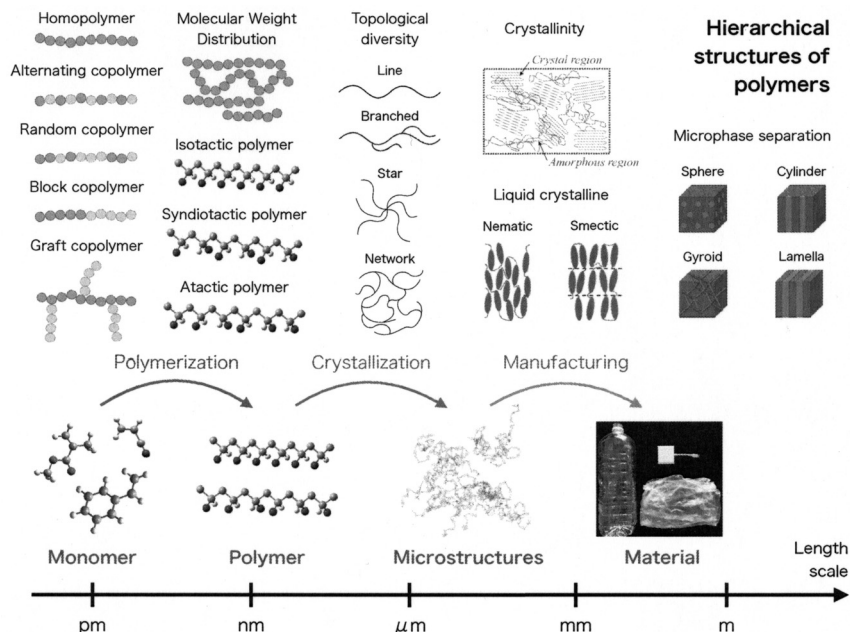 Homopolymer
Alternating copolymer
Random copolymer
Block copolymer
Graft copolymer
Molecular Weight
Distribution
Isotactic polymer
Syndiotactic polymer
Atactic polymer
Topological
diversity
Line
Branched
Star
Network
Crystallinity
Crystal region
Amorphous region
Liquid crystalline
Nematic
Smectic
Hierarchical
structures of
polymers
Microphase separation
Sphere
Cylinder
Gyroid
Lamella
Polymerization
Crystallization
Manufacturing
Monomer
Polymer
Microstructures
Material
Length
scale
pm
nm
μm
mm
m